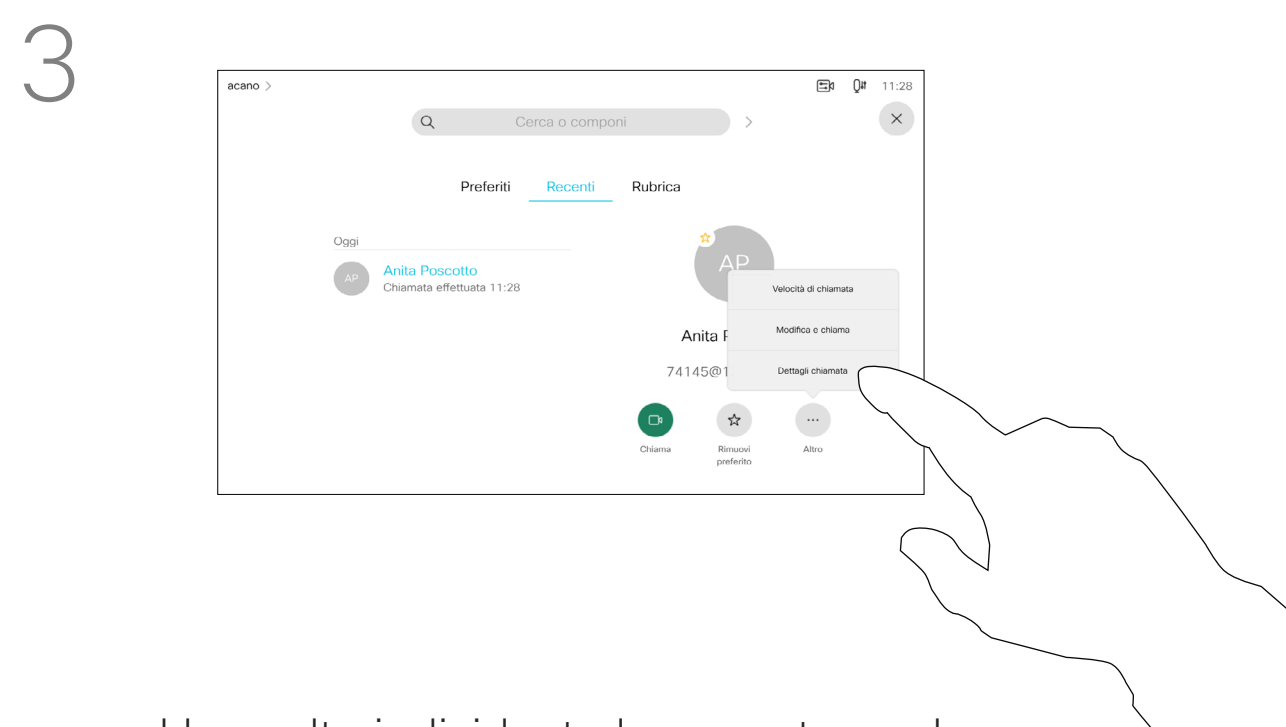 3
acano >
11:28
Cerca o componi >
Preferiti Recenti Rubrica
Oggi
AP
Anita Poscotto
Chiamata effettuata 11:28
AP
Anita P
74145@1
Velocità di chiamata
Modifica e chiama
Dettagli chiamata
Chiama
Rimuovi
preferito
Altro